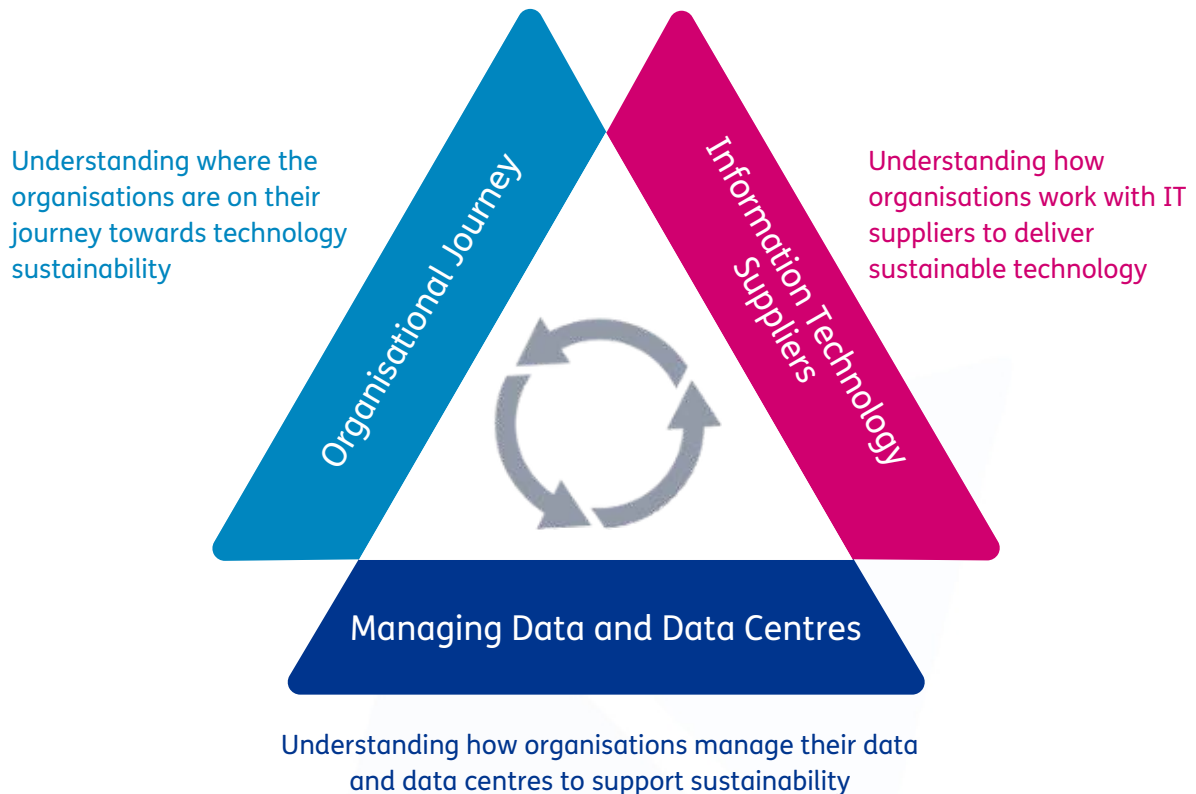 Understanding where the
organisations are on their
journey towards technology
sustainability
Organisational Journey
Information Technology
Suppliers
Understanding how
organisations work with IT
suppliers to deliver
sustainable technology
Managing Data and Data Centres
Understanding how organisations manage their data
and data centres to support sustainability